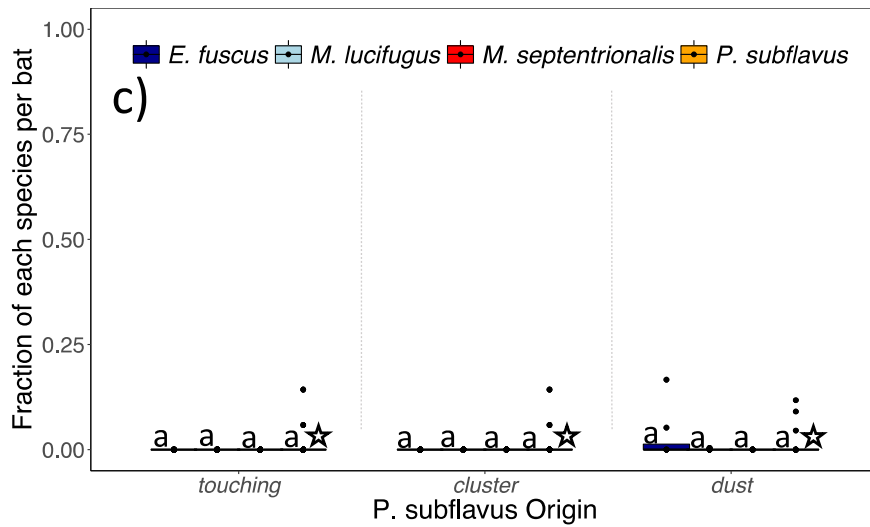 1.00
E. fuscus M. lucifugus M. septentrionalis P. subflavus
c)
0.75
0.50
0.25
0.00
Fraction of each species per bat
a a a a a a a a a a a a
touching cluster dust
P. subflavus Origin